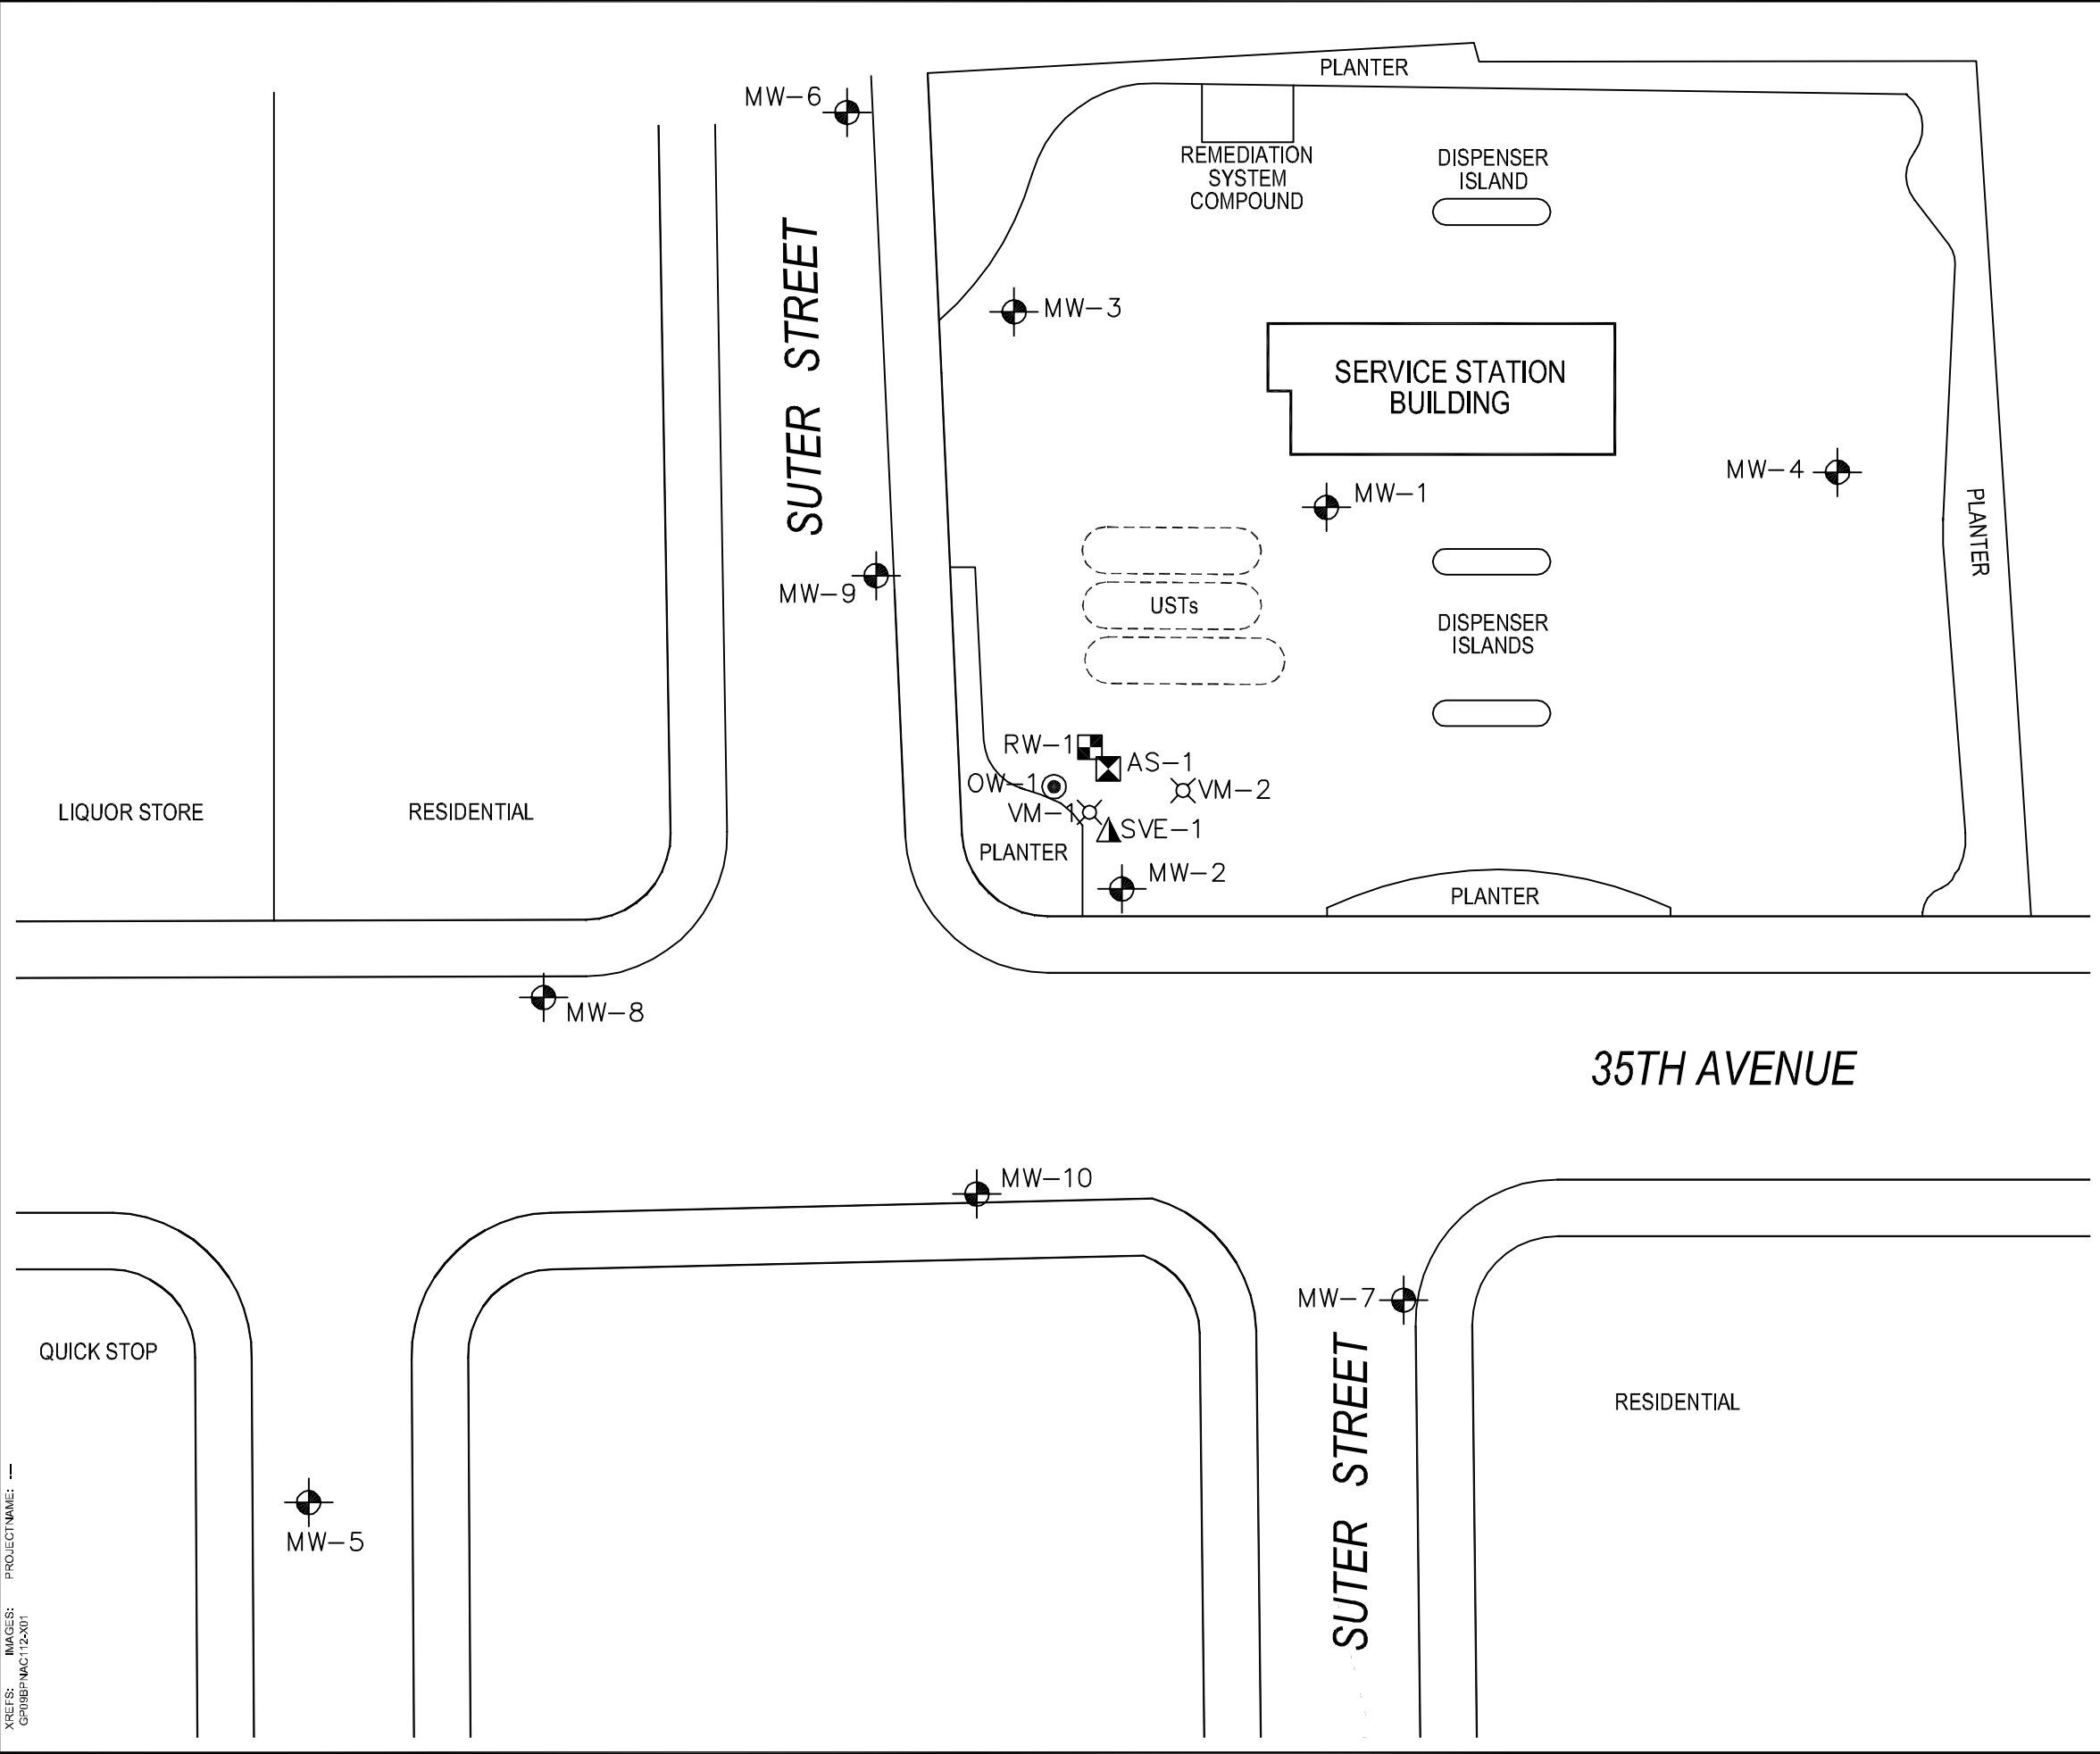 PLANTER
MW-6
REMEDIATION
SYSTEM
COMPOUND
DISPENSER
ISLAND
SUTER STREET
MW-3
SERVICE STATION
BUILDING
MW-4
MW-1
PLANTER
MW-9
USTs
DISPENSER
ISLANDS
RW-1
AS-1
OW-1
VM-2
VM-1
SVE-1
LIQUOR STORE
RESIDENTIAL
PLANTER
MW-2
PLANTER
MW-8
35TH AVENUE
MW-10
MW-7
QUICK STOP
SUTER STREET
RESIDENTIAL
MW-5
XREFS: IMAGES: PROJECTNAME: ---
GP09BPNAC112-X01